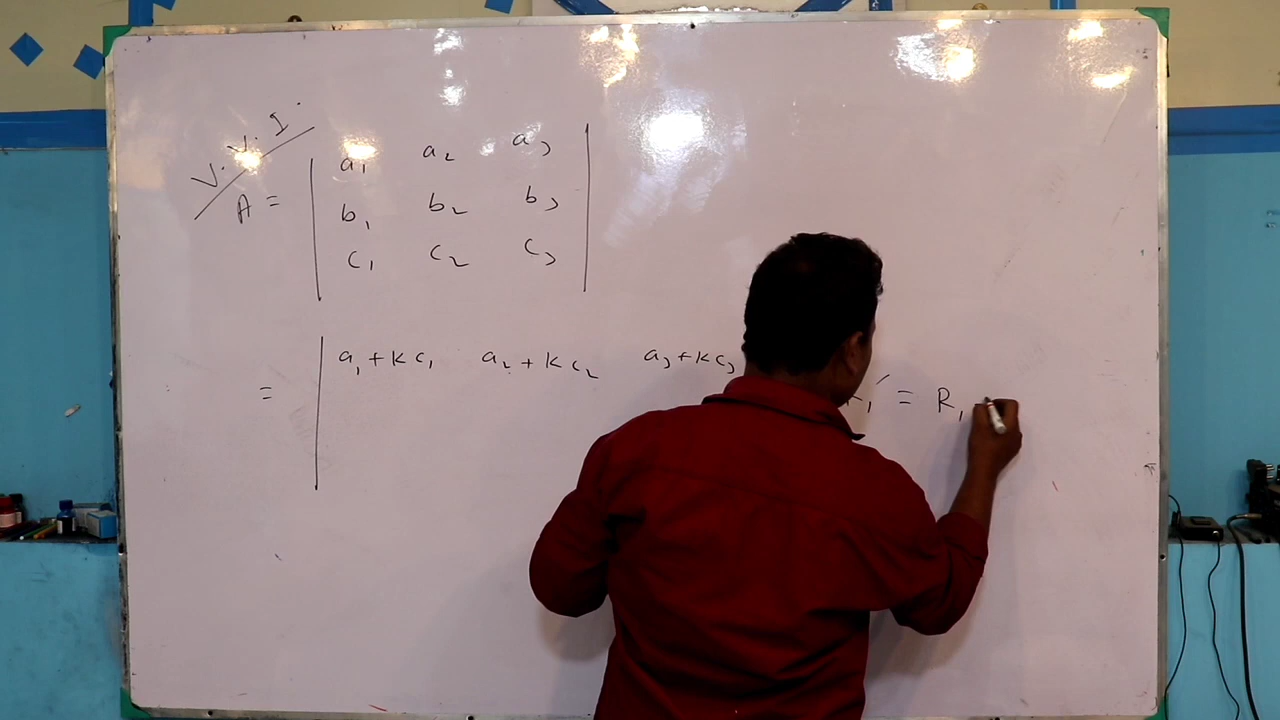 V. V. I.
A = | a₁ a₂ a₃ |
| b₁ b₂ b₃ |
| c₁ c₂ c₃ |
= | a₁ + kc₁ a₂ + kc₂ a₃ + kc₃
R₁′ = R₁